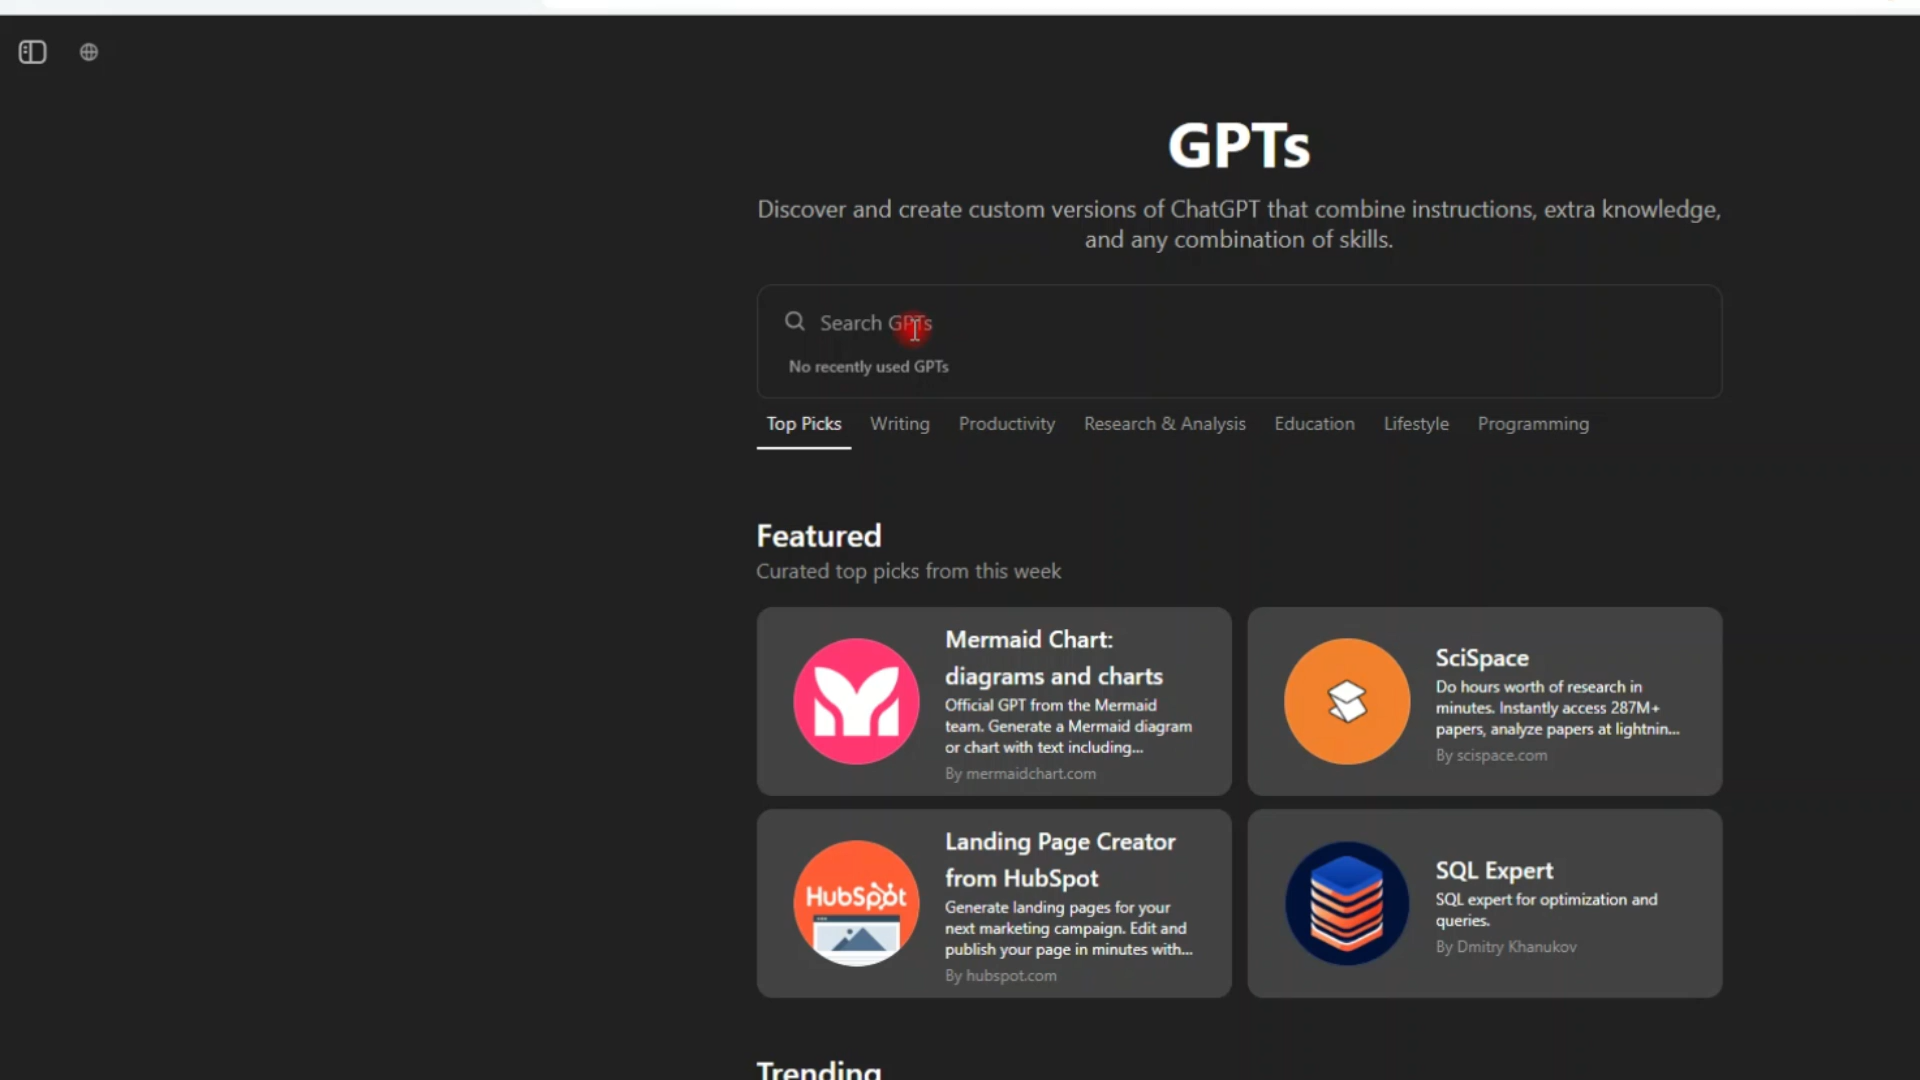 GPTs
Discover and create custom versions of ChatGPT that combine instructions, extra knowledge,
and any combination of skills.
Search GPTs
No recently used GPTs
Top Picks Writing Productivity Research & Analysis Education Lifestyle Programming
Featured
Curated top picks from this week
Mermaid Chart:
diagrams and charts
Official GPT from the Mermaid
team. Generate a Mermaid diagram
or chart with text including...
By mermaidchart.com
SciSpace
Do hours worth of research in
minutes. Instantly access 287M+
papers, analyze papers at lightnin...
By scispace.com
HubSpot
Landing Page Creator
from HubSpot
Generate landing pages for your
next marketing campaign. Edit and
publish your page in minutes with...
By hubspot.com
SQL Expert
SQL expert for optimization and
queries.
By Dmitry Khanukov
Trending